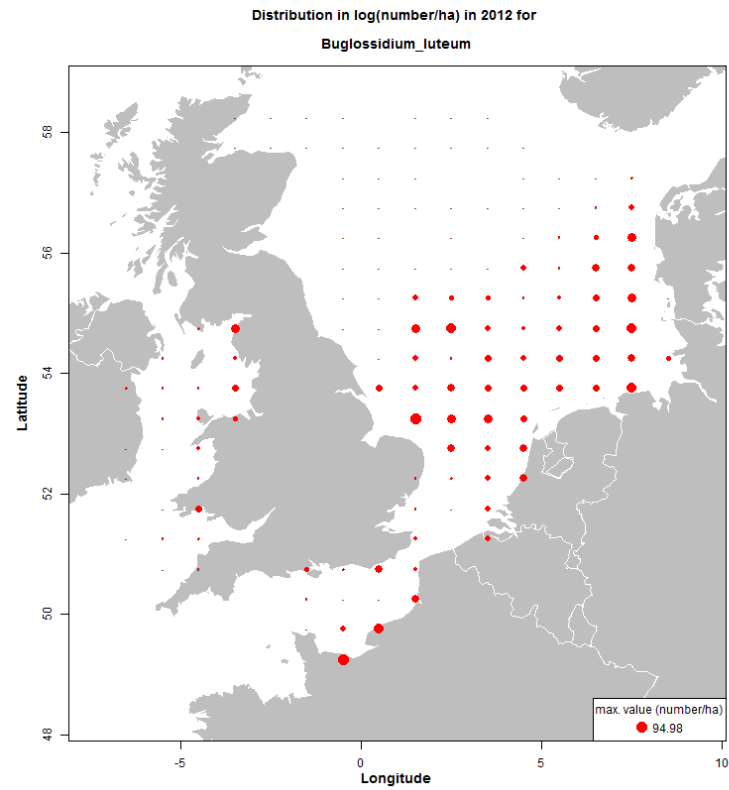 Distribution in log(number/ha) in 2012 for
Buglossidium_luteum
58
56
54
52
50
48
Latitude
-5
0
5
10
Longitude
max. value (number/ha)
94.98